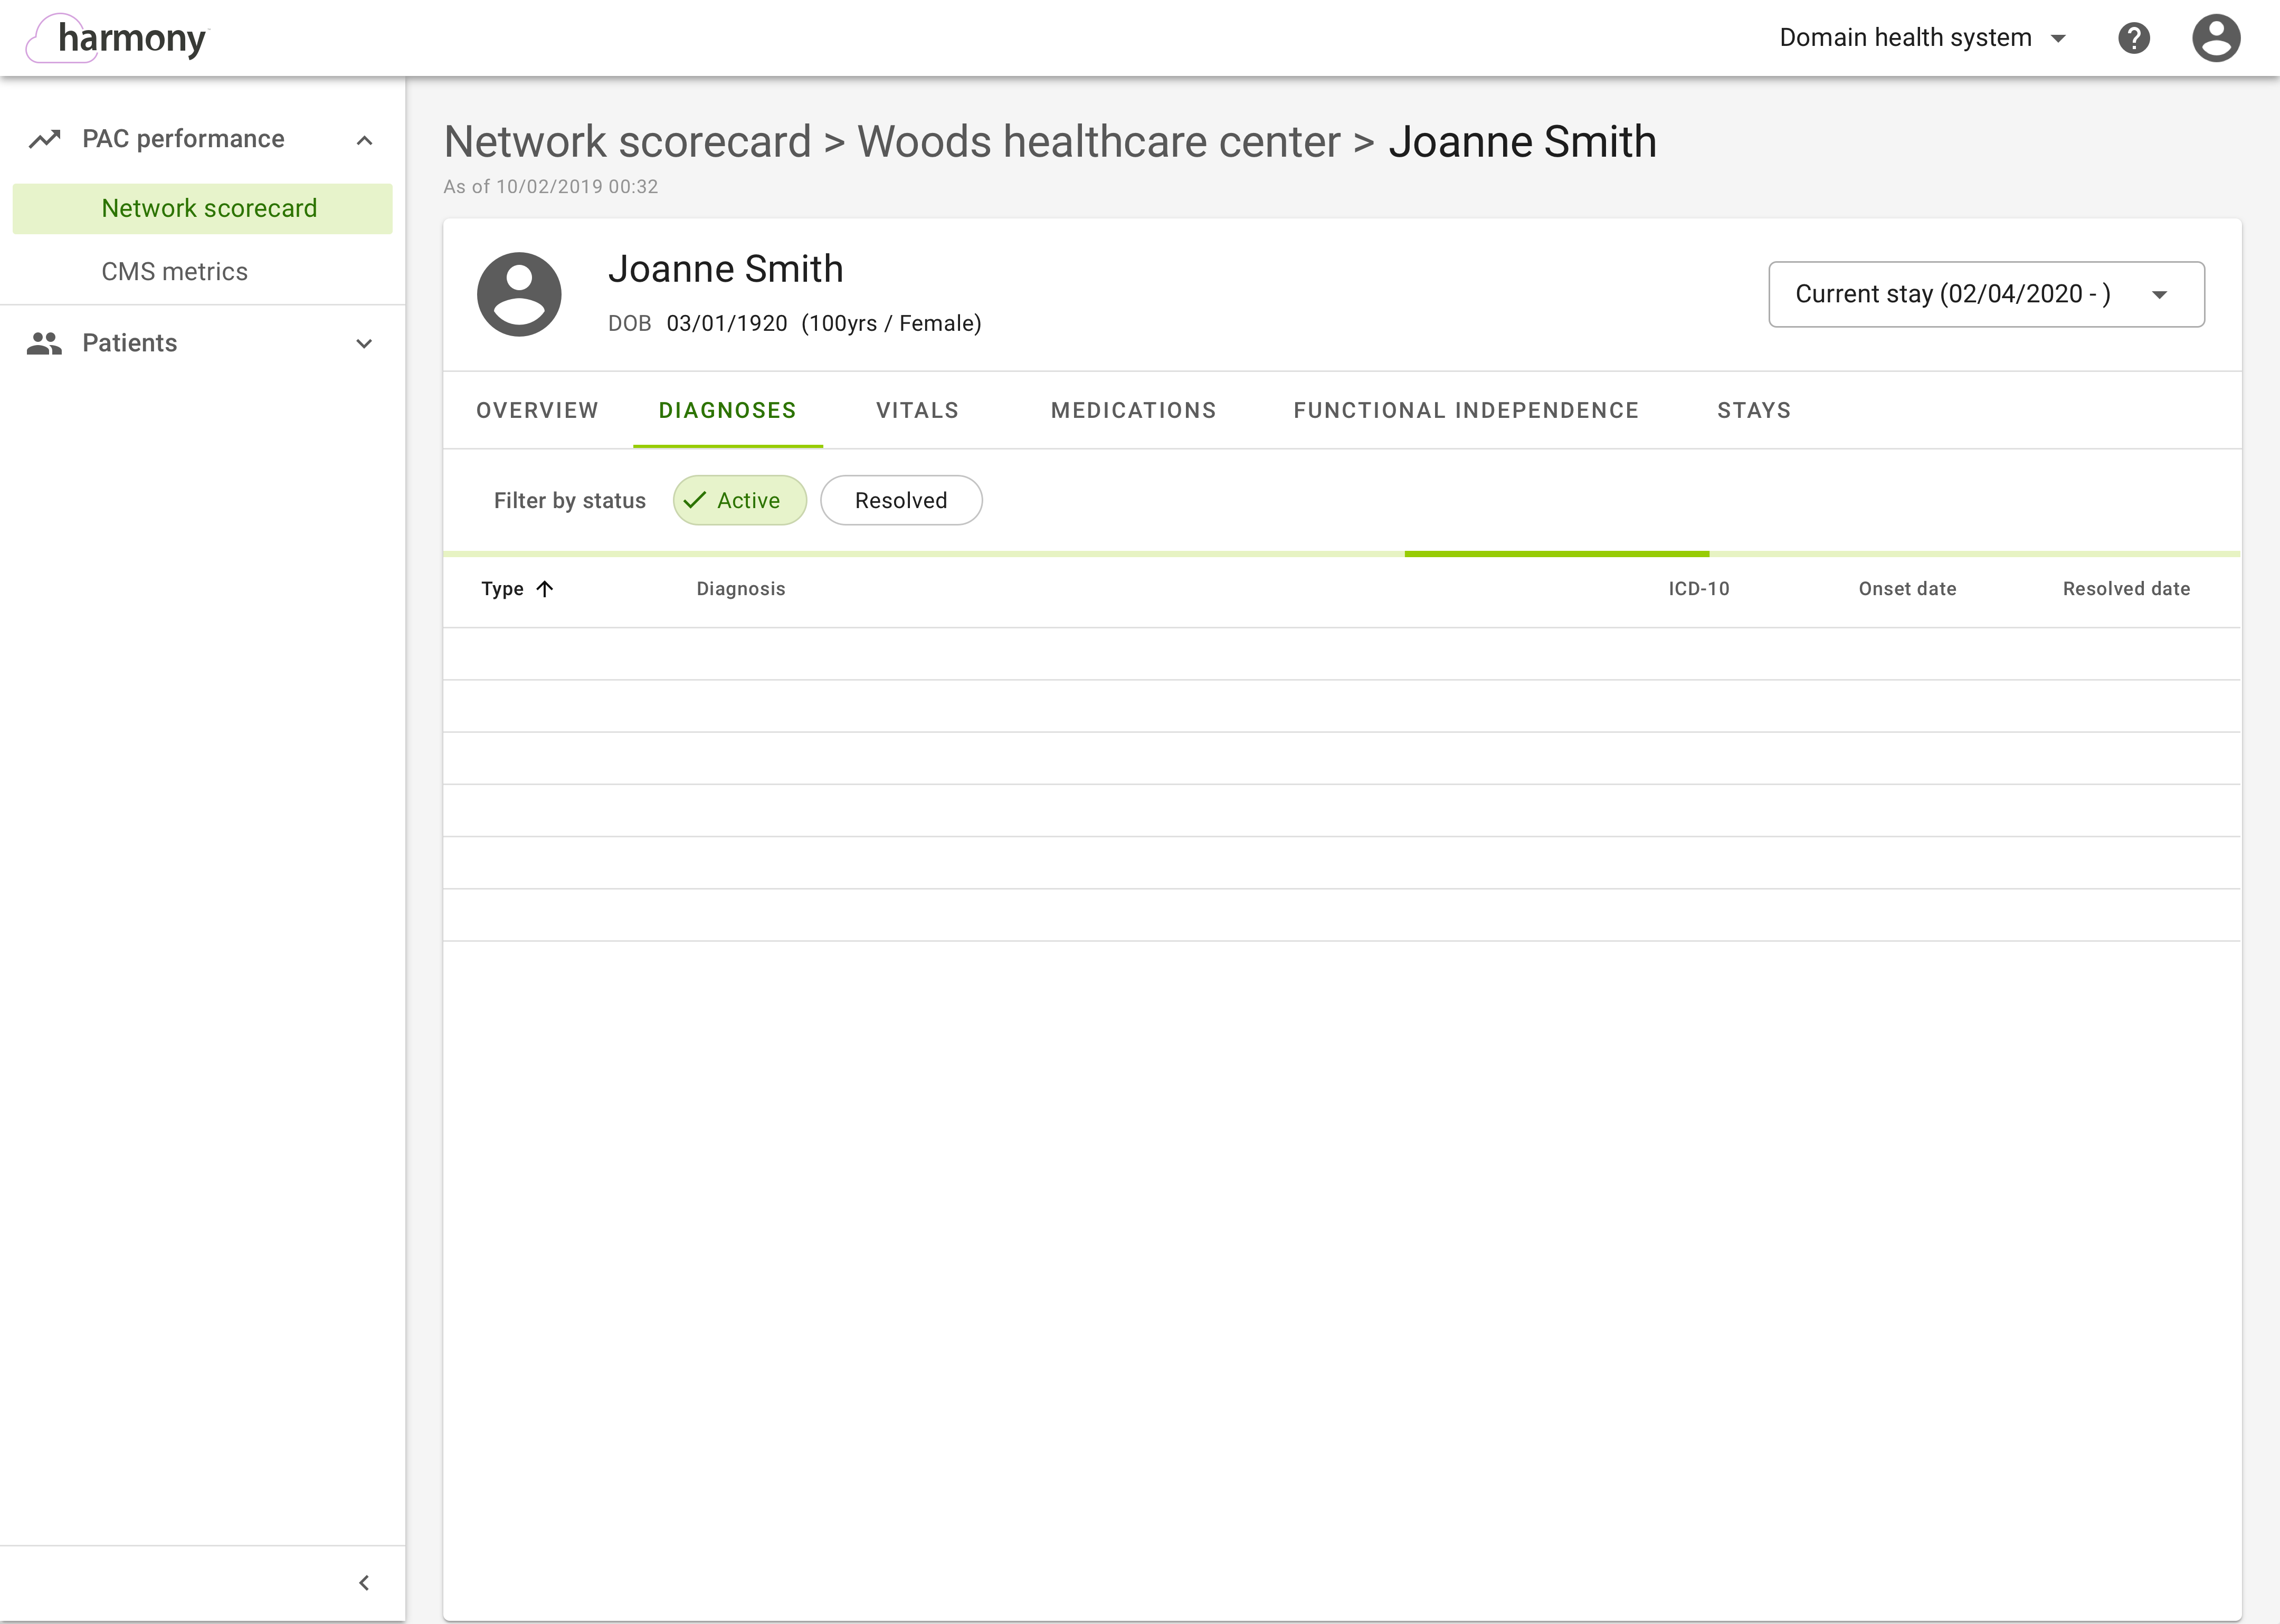 harmony
Domain health system
PAC performance
Network scorecard
CMS metrics
Patients
Network scorecard > Woods healthcare center > Joanne Smith
As of 10/02/2019 00:32
Joanne Smith
DOB 03/01/1920 (100yrs / Female)
Current stay (02/04/2020 - )
OVERVIEW DIAGNOSES VITALS MEDICATIONS FUNCTIONAL INDEPENDENCE STAYS
Filter by status Active Resolved
Type Diagnosis ICD-10 Onset date Resolved date